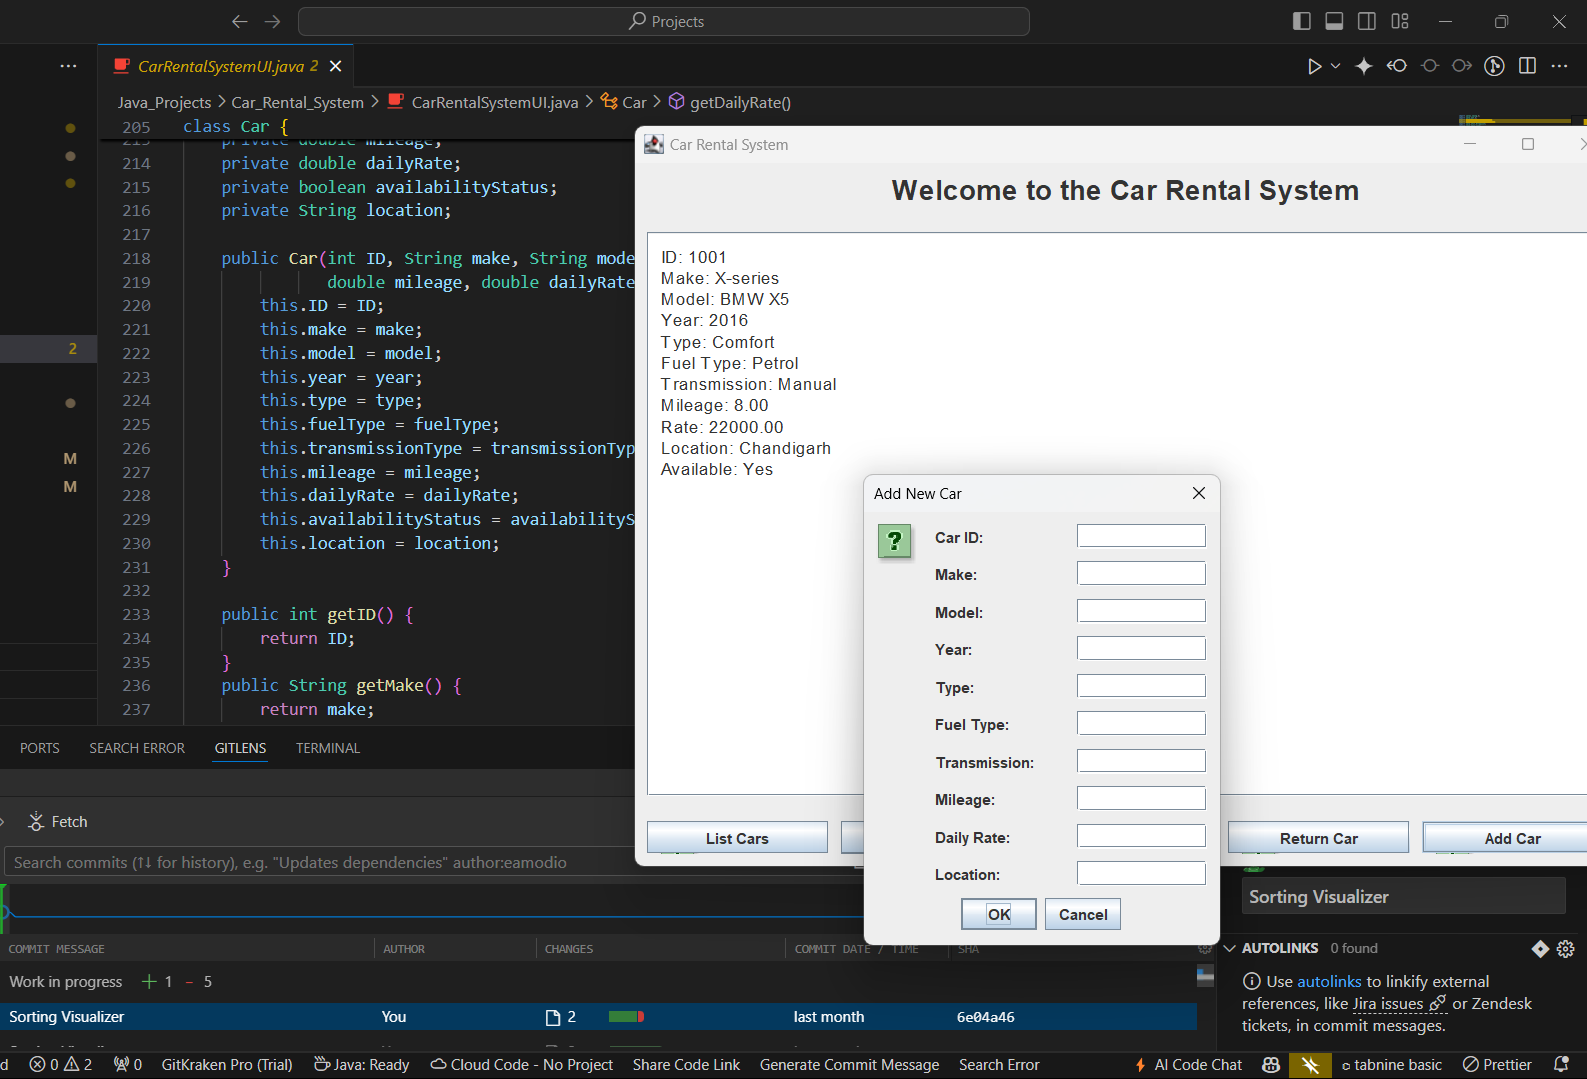 Projects
CarRentalSystemUI.java 2
Java_Projects > Car_Rental_System > CarRentalSystemUI.java > Car > getDailyRate()
205 class Car {
private double mileage;
214 private double dailyRate;
215 private boolean availabilityStatus;
216 private String location;
217
218 public Car(int ID, String make, String mode
219 double mileage, double dailyRate
220 this.ID = ID;
221 this.make = make;
222 this.model = model;
223 this.year = year;
224 this.type = type;
225 this.fuelType = fuelType;
226 this.transmissionType = transmissionTyp
227 this.mileage = mileage;
228 this.dailyRate = dailyRate;
229 this.availabilityStatus = availabilityS
230 this.location = location;
231 }
232
233 public int getID() {
234 return ID;
235 }
236 public String getMake() {
237 return make;
2
M
M
Car Rental System
Welcome to the Car Rental System
ID: 1001
Make: X-series
Model: BMW X5
Year: 2016
Type: Comfort
Fuel Type: Petrol
Transmission: Manual
Mileage: 8.00
Rate: 22000.00
Location: Chandigarh
Available: Yes
Add New Car
?
Car ID:
Make:
Model:
Year:
Type:
Fuel Type:
Transmission:
Mileage:
Daily Rate:
Location:
OK Cancel
List Cars
Return Car
Add Car
PORTS SEARCH ERROR GITLENS TERMINAL
Fetch
Search commits (↑↓ for history), e.g. "Updates dependencies" author:eamodio
COMMIT MESSAGE AUTHOR CHANGES COMMIT DATE / TIME SHA
Work in progress + 1 - 5
Sorting Visualizer You 2 last month 6e04a46
Sorting Visualizer
AUTOLINKS 0 found
Use autolinks to linkify external
references, like Jira issues or Zendesk
tickets, in commit messages.
d 0 2 0 GitKraken Pro (Trial) Java: Ready Cloud Code - No Project Share Code Link Generate Commit Message Search Error AI Code Chat tabnine basic Prettier